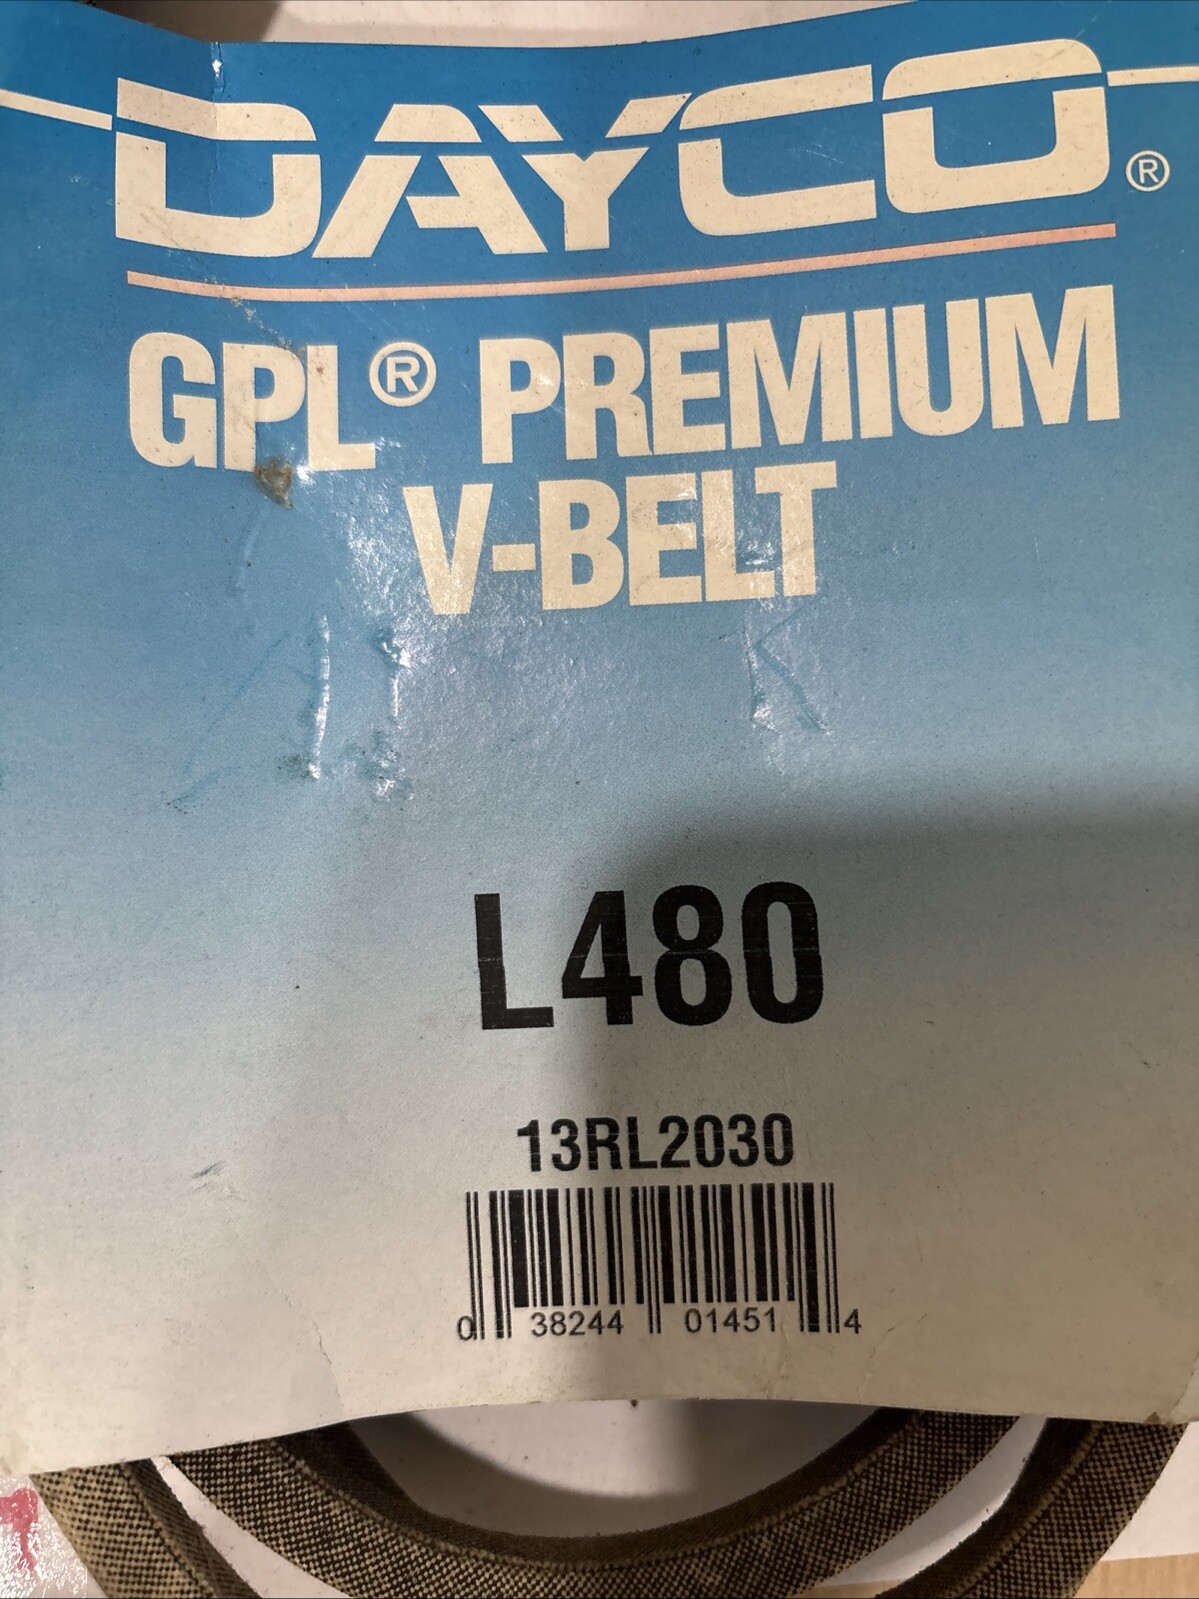 DAYCO®
GPL® PREMIUM
V-BELT
L480
13RL2030
0 38244 01451 4